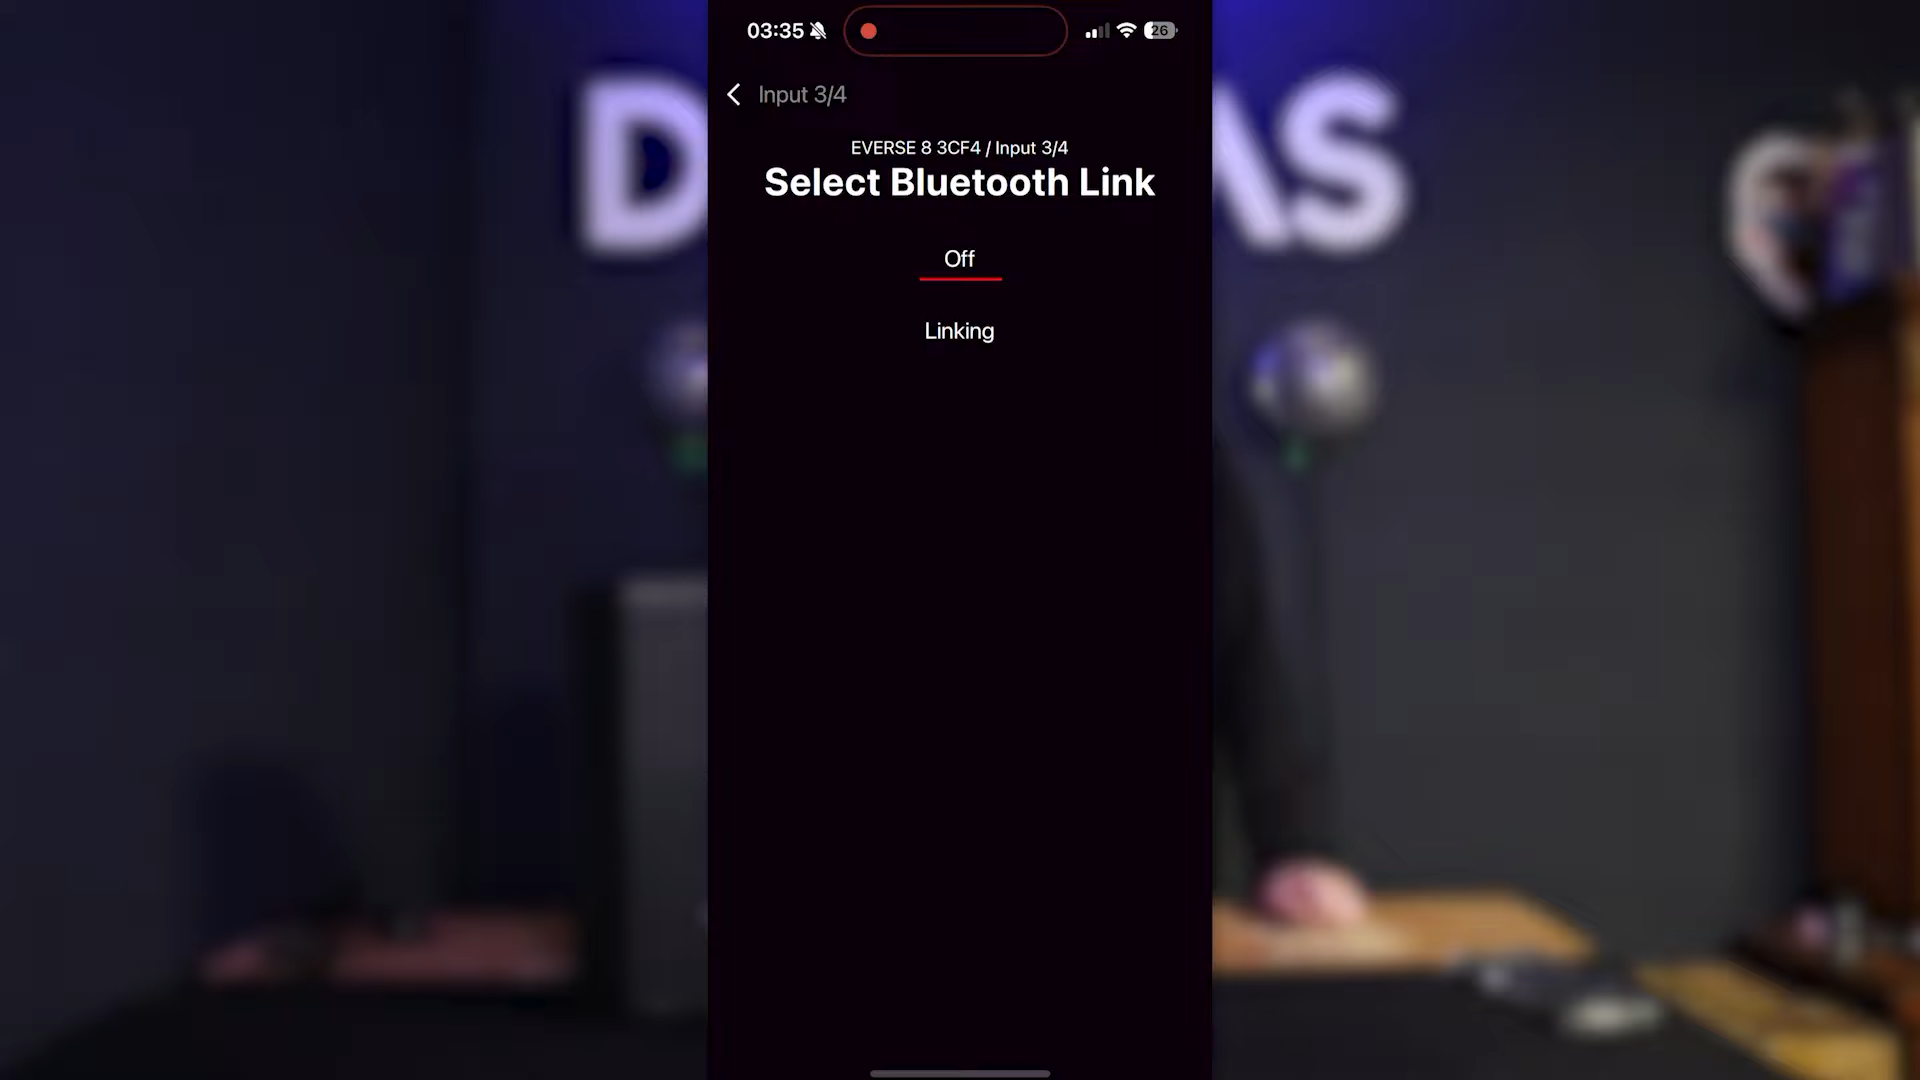 03:35
26
Input 3/4
EVERSE 8 3CF4 / Input 3/4
Select Bluetooth Link
Off
Linking